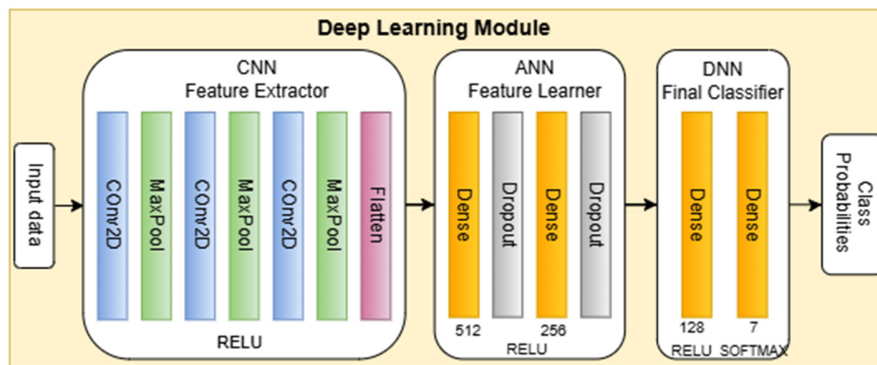 Deep Learning Module
Input data
CNN
Feature Extractor
COnv2D
MaxPool
COnv2D
MaxPool
COnv2D
MaxPool
Flatten
RELU
ANN
Feature Learner
Dense
Dropout
Dense
Dropout
512
256
RELU
DNN
Final Classifier
Dense
Dense
128
7
RELU
SOFTMAX
Class
Probabilities